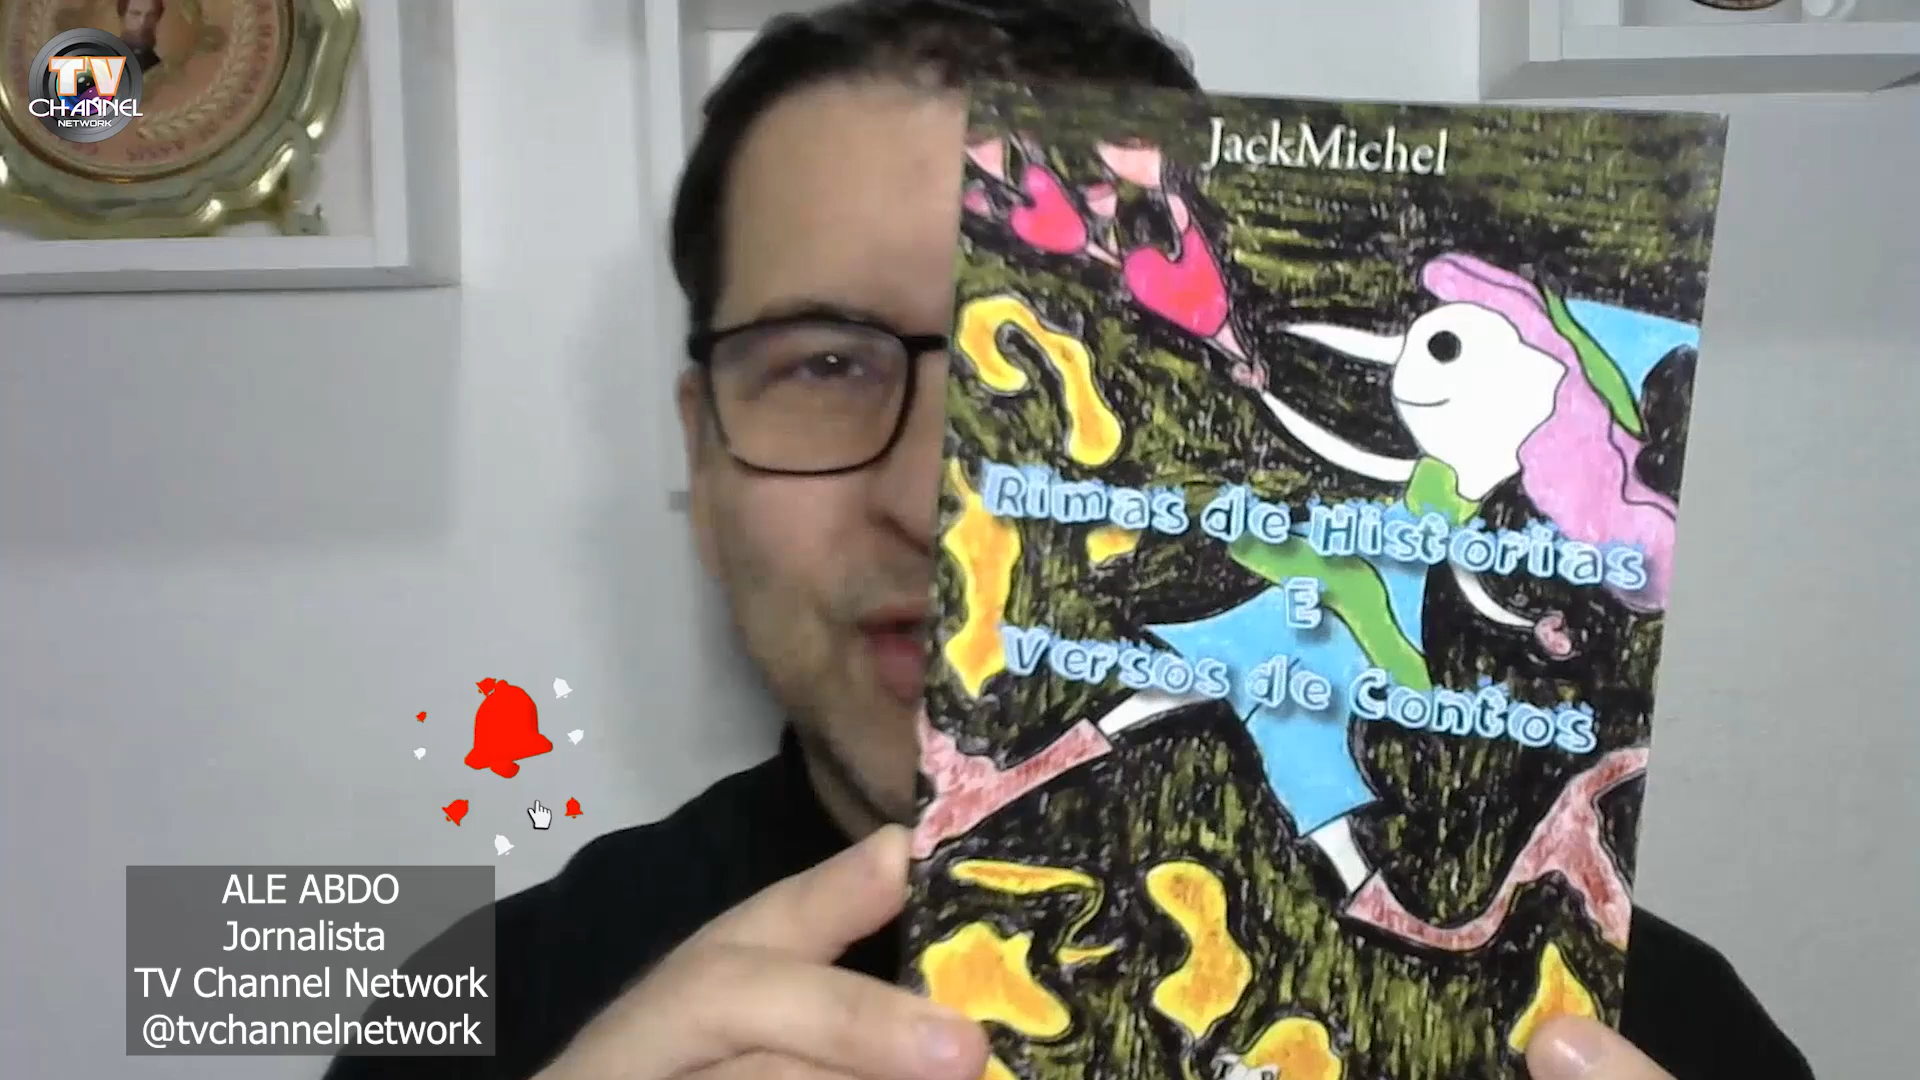 TV
CHANNEL
NETWORK
JackMichel
Rimas de Histórias
E
Versos de Contos
ALE ABDO
Jornalista
TV Channel Network
@tvchannelnetwork